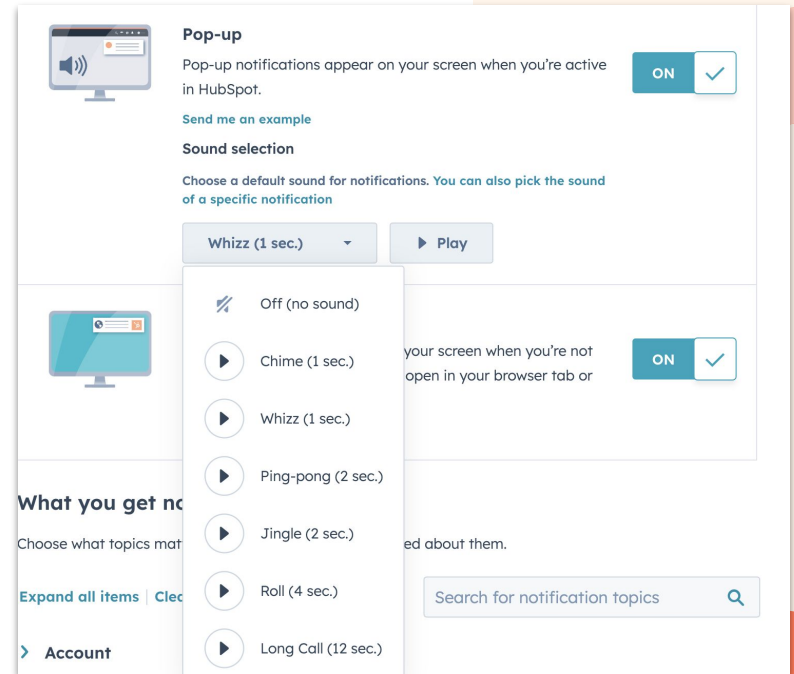 Pop-up
Pop-up notifications appear on your screen when you’re active
in HubSpot.
ON
Send me an example
Sound selection
Choose a default sound for notifications. You can also pick the sound
of a specific notification
Whizz (1 sec.)
Play
Off (no sound)
Chime (1 sec.)
Whizz (1 sec.)
Ping-pong (2 sec.)
Jingle (2 sec.)
Roll (4 sec.)
Long Call (12 sec.)
your screen when you’re not
open in your browser tab or
ON
What you get no
Choose what topics mat
ed about them.
Expand all items
Clea
Search for notification topics
Account